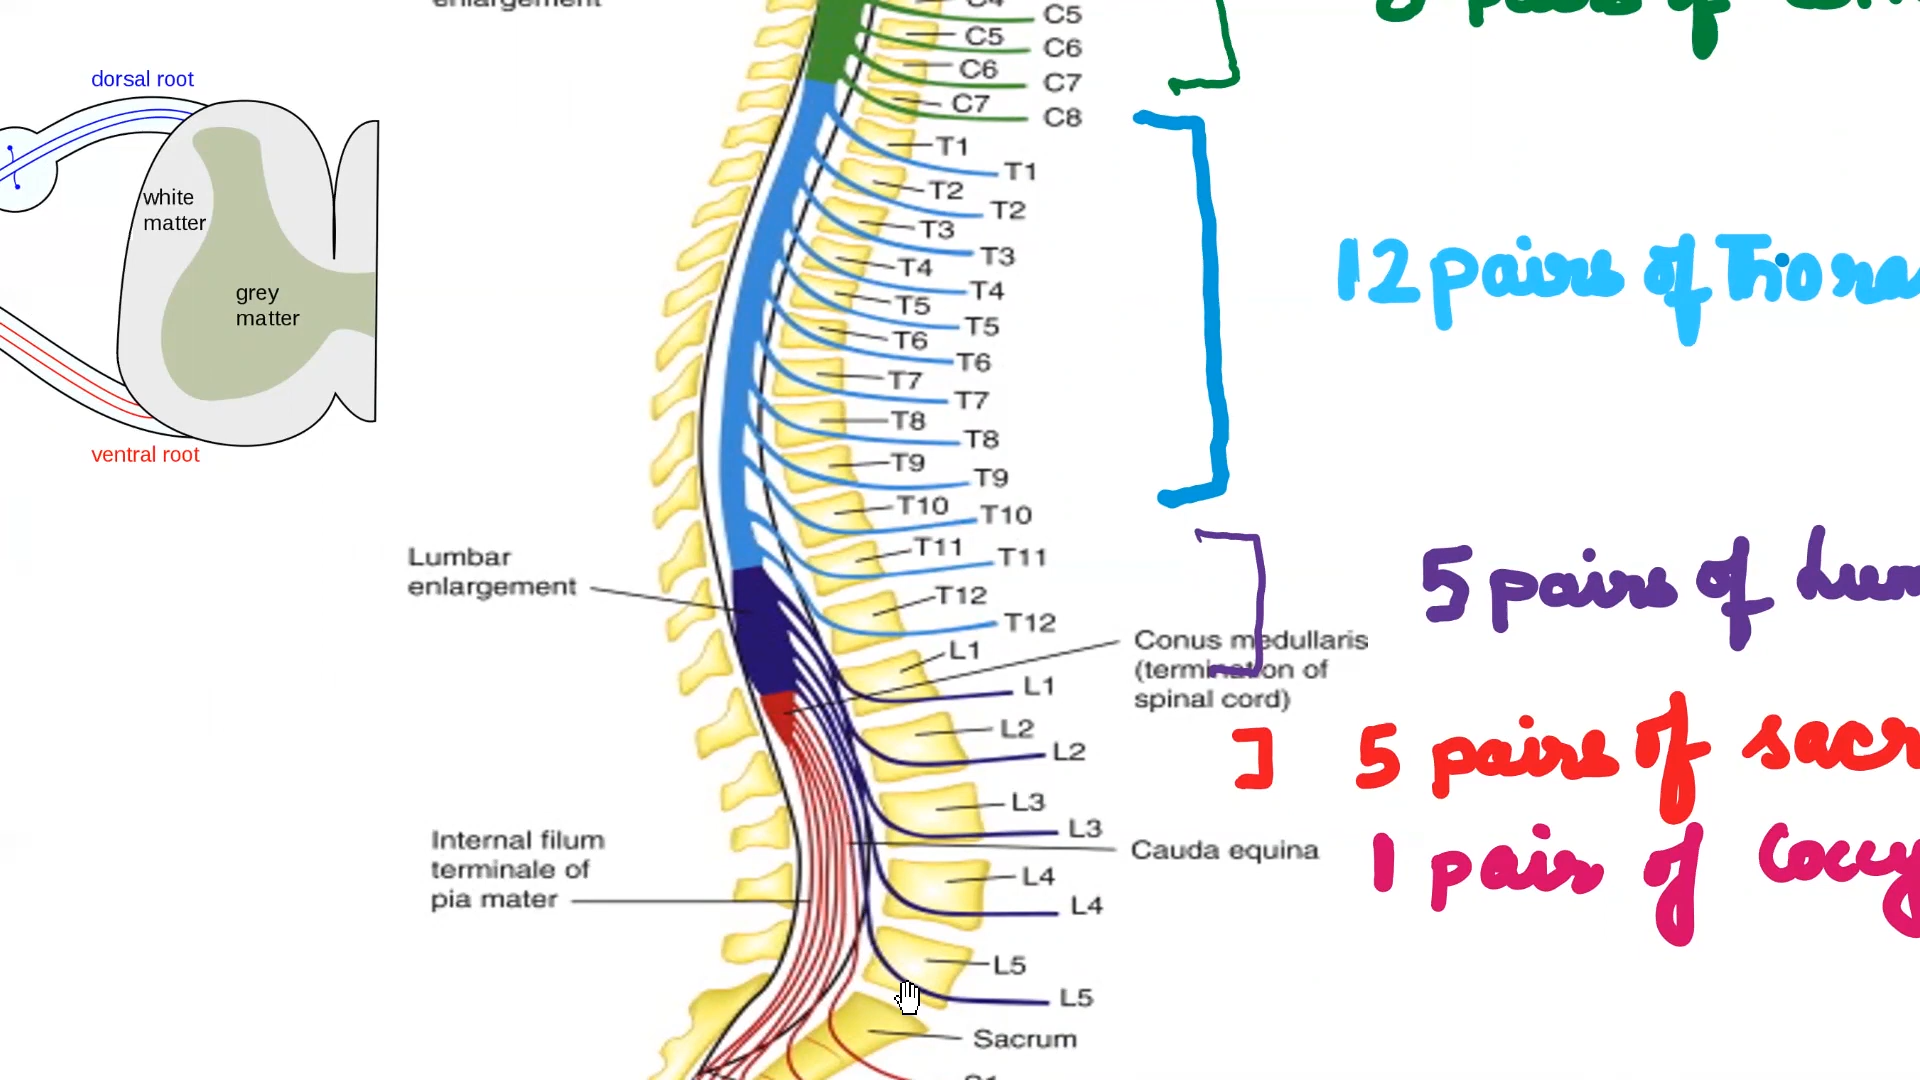 C5
C5
C6
C6
C7
C7
C8
dorsal root
T1
T1
T2
T2
white
matter
T3
T3
12 pairs of
T4
T4
grey
matter
T5
T5
T6
T6
T7
T7
T8
T8
ventral root
T9
T9
T10
T10
T11
T11
Lumbar
enlargement
5 pairs of
T12
T12
Conus medullaris
(termination of
spinal cord)
L1
L1
L2
L2
5 pairs of
L3
L3
Internal filum
terminale of
pia mater
Cauda equina
1 pair of
L4
L4
L5
L5
Sacrum